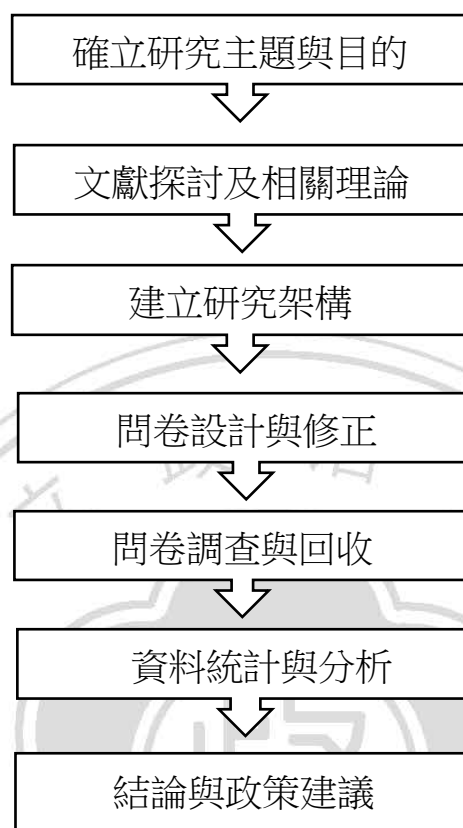 確立研究主題與目的
文獻探討及相關理論
建立研究架構
問卷設計與修正
問卷調查與回收
資料統計與分析
結論與政策建議